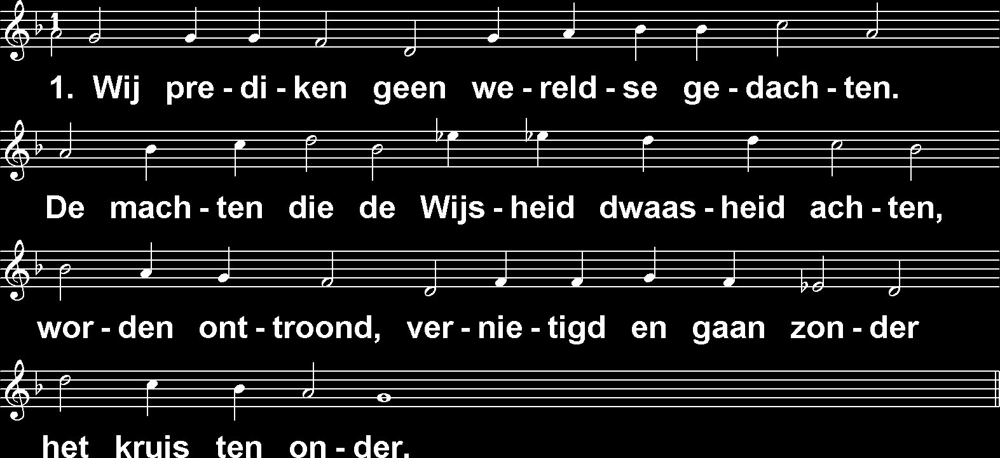 1
1. Wij pre - di - ken geen we - reld - se ge - dach - ten.
De mach - ten die de Wijs - heid dwaas - heid ach - ten,
wor - den ont - troond, ver - nie - tigd en gaan zon - der
het kruis ten on - der.